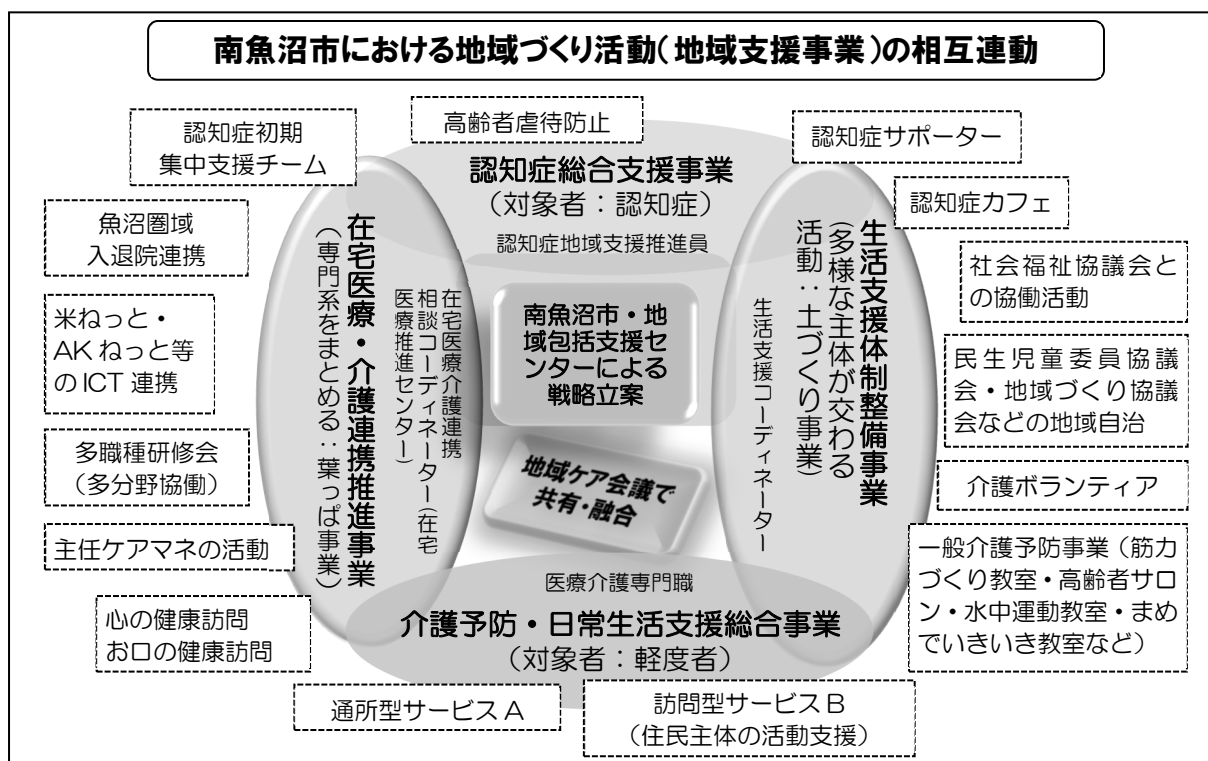 南魚沼市における地域づくり活動（地域支援事業）の相互連動
高齢者虐待防止
認知症初期
集中支援チーム
認知症サポーター
認知症総合支援事業
（対象者：認知症）
認知症地域支援推進員
魚沼圏域
入退院連携
認知症カフェ
米ねっと・
AKねっと等
のICT連携
社会福祉協議会と
の協働活動
在宅医療・介護連携推進事業
（専門系をまとめる：葉っぱ事業）
在宅医療介護連携
相談コーディネーター（在宅
医療推進センター）
南魚沼市・地
域包括支援セ
ンターによる
戦略立案
生活支援体制整備事業
（多様な主体が交わる
活動：土づくり事業）
生活支援コーディネーター
民生児童委員協議
会・地域づくり協議
会などの地域自治
多職種研修会
（多分野協働）
地域ケア会議で
共有・融合
介護ボランティア
主任ケアマネの活動
一般介護予防事業（筋力
づくり教室・高齢者サロ
ン・水中運動教室・まめ
でいきいき教室など）
医療介護専門職
介護予防・日常生活支援総合事業
（対象者：軽度者）
心の健康訪問
お口の健康訪問
通所型サービスA
訪問型サービスB
（住民主体の活動支援）